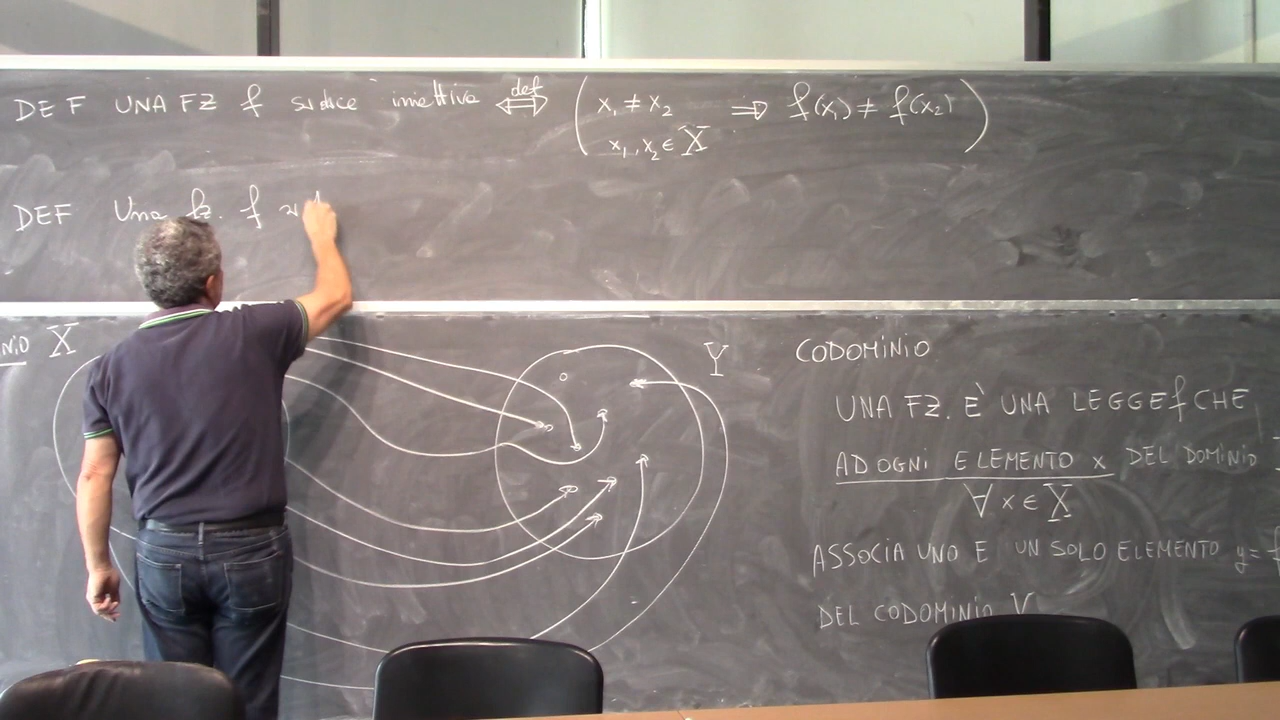 DEF UNA FZ f si dice iniettiva ⇔ def ( x₁ ≠ x₂ ⇒ f(x₁) ≠ f(x₂) )
x₁, x₂ ∈ X
DEF Una fz. f si
X
Y
CODOMINIO
UNA FZ. È UNA LEGGE f CHE
AD OGNI ELEMENTO x DEL DOMINIO
∀ x ∈ X
ASSOCIA UNO E UN SOLO ELEMENTO y =
DEL CODOMINIO Y